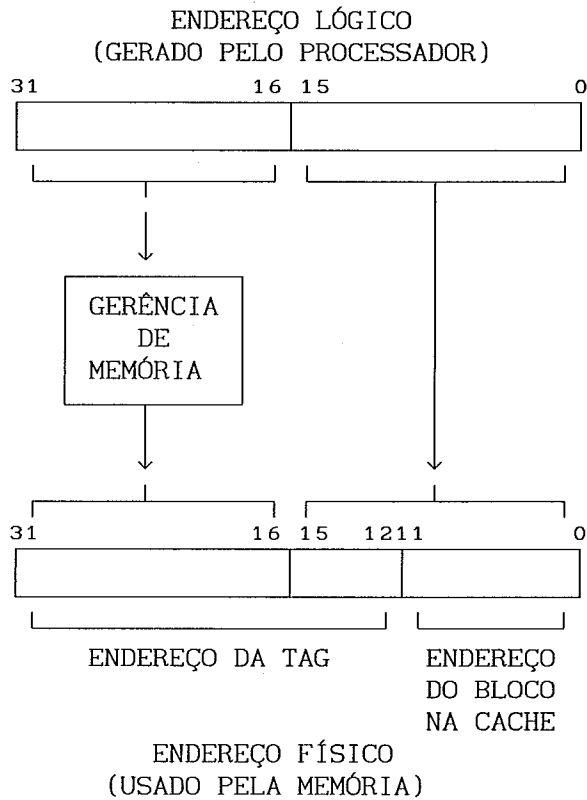 ENDEREÇO LÓGICO
(GERADO PELO PROCESSADOR)
31 16 15 0
GERÊNCIA
DE
MEMÓRIA
31 16 15 1211 0
ENDEREÇO DA TAG
ENDEREÇO
DO BLOCO
NA CACHE
ENDEREÇO FÍSICO
(USADO PELA MEMÓRIA)